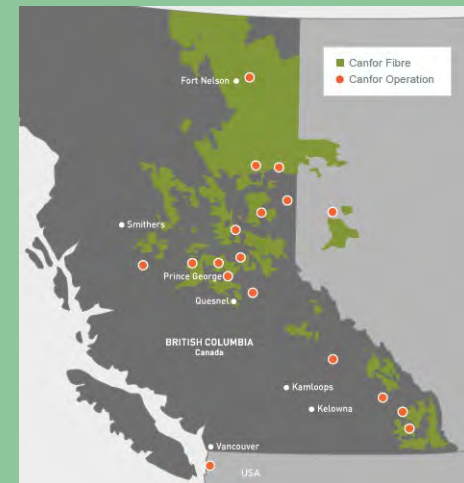 Canfor Fibre
Canfor Operation
Fort Nelson
Smithers
Prince George
Quesnel
BRITISH COLUMBIA
Canada
Kamloops
Kelowna
Vancouver
USA